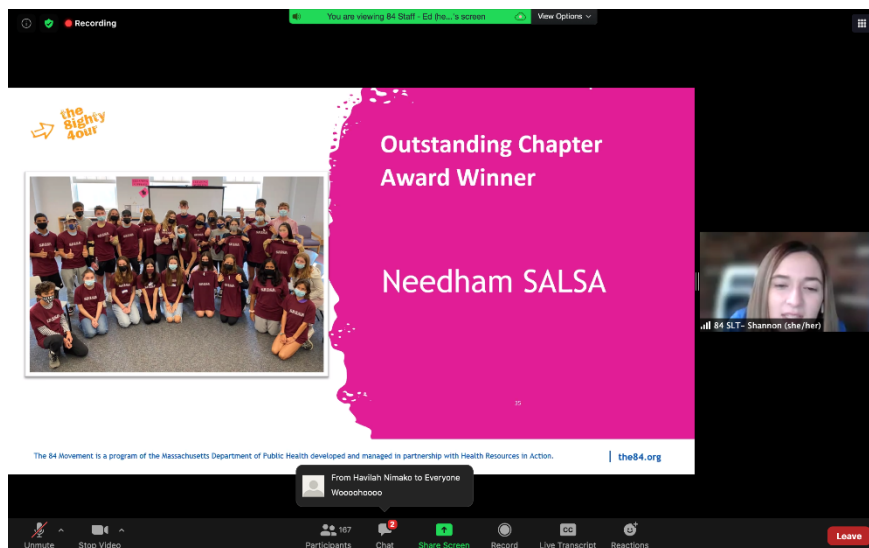 Recording
You are viewing 84 Staff - Ed (he...'s screen
View Options
the
8ighty
4our
Outstanding Chapter
Award Winner
Needham SALSA
84 SLT- Shannon (she/her)
The 84 Movement is a program of the Massachusetts Department of Public Health developed and managed in partnership with Health Resources in Action.
the84.org
From Havilah Nimako to Everyone
Woooohoooo
167
2
CC
Unmute
Stop Video
Participants
Chat
Share Screen
Record
Live Transcript
Reactions
Leave